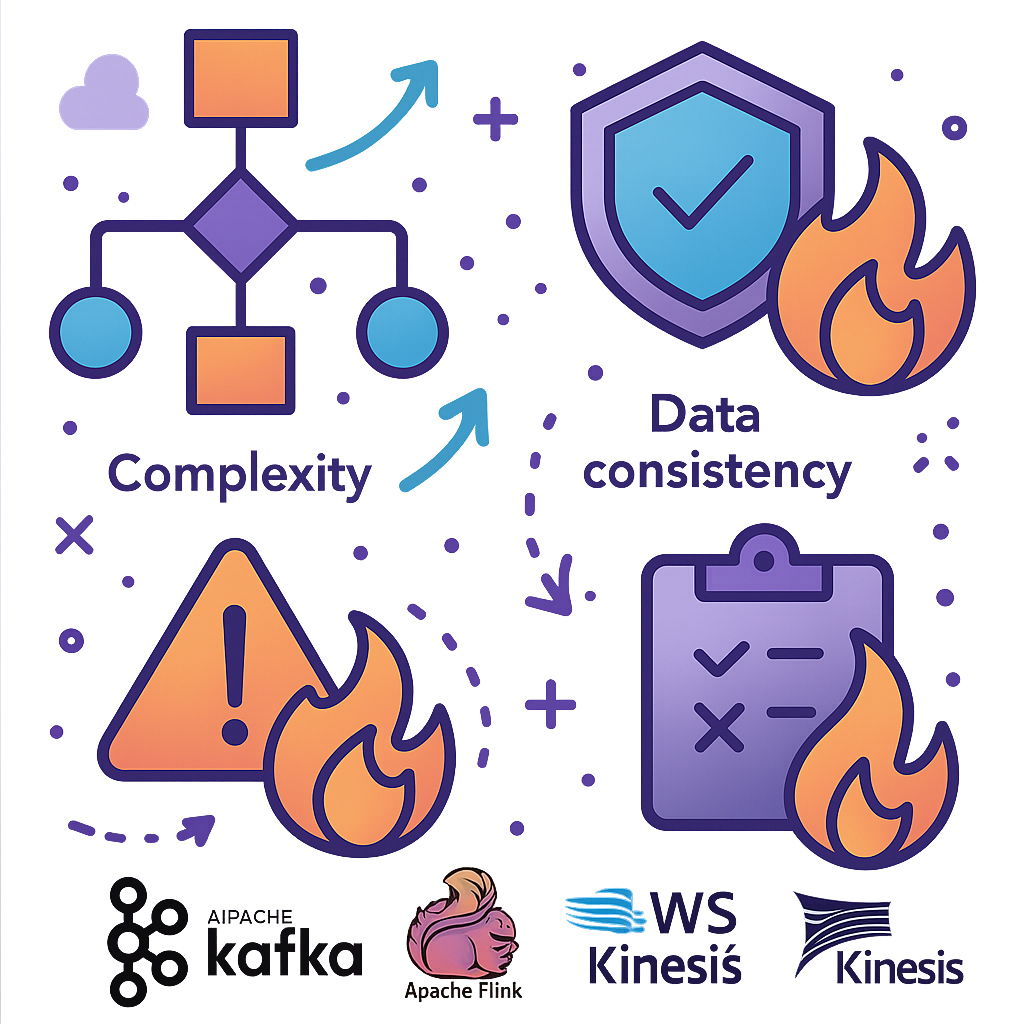 Complexity
Data
consistency
AIPACHE
kafka
Apache Flink
WS
Kinesiś
Kinesis